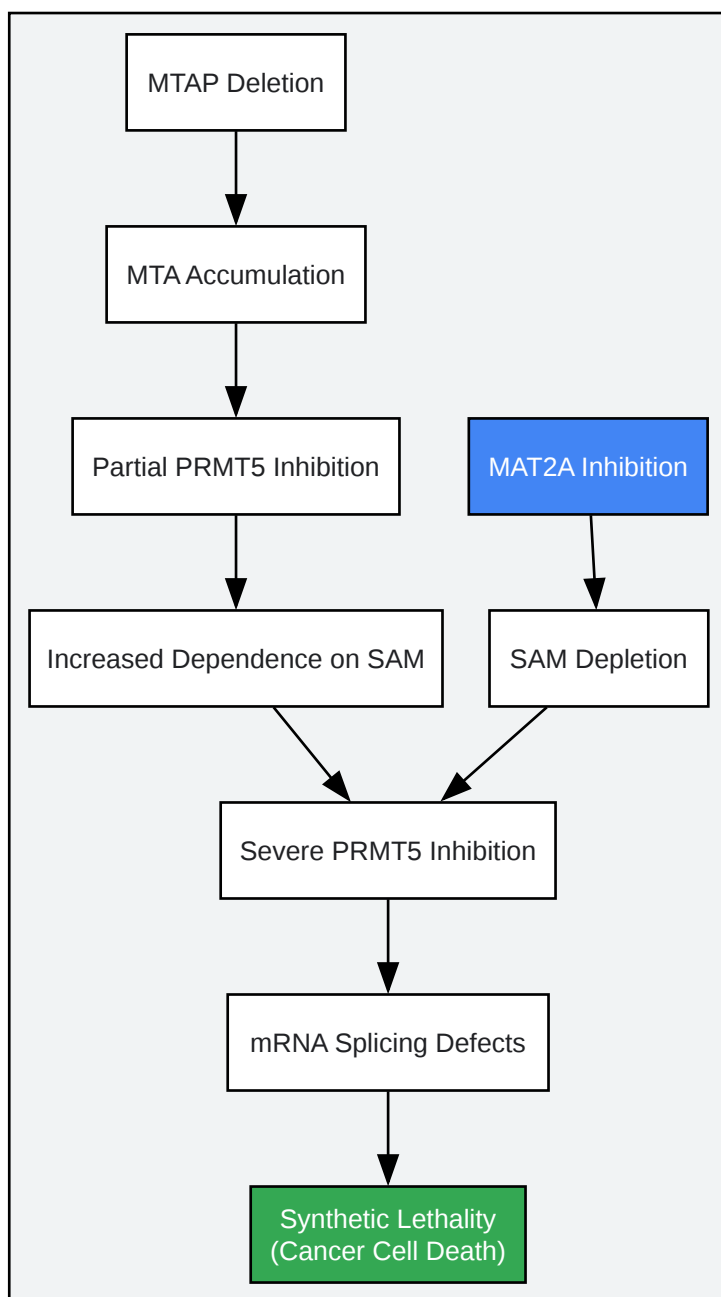 MTAP Deletion
MTA Accumulation
Partial PRMT5 Inhibition
MAT2A Inhibition
Increased Dependence on SAM
SAM Depletion
Severe PRMT5 Inhibition
mRNA Splicing Defects
Synthetic Lethality
(Cancer Cell Death)